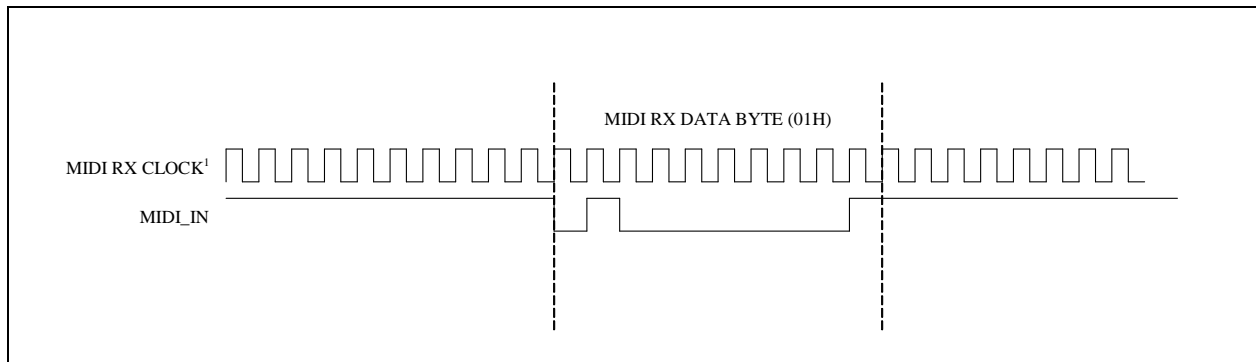 MIDI RX DATA BYTE (01H)
MIDI RX CLOCK¹
MIDI_IN